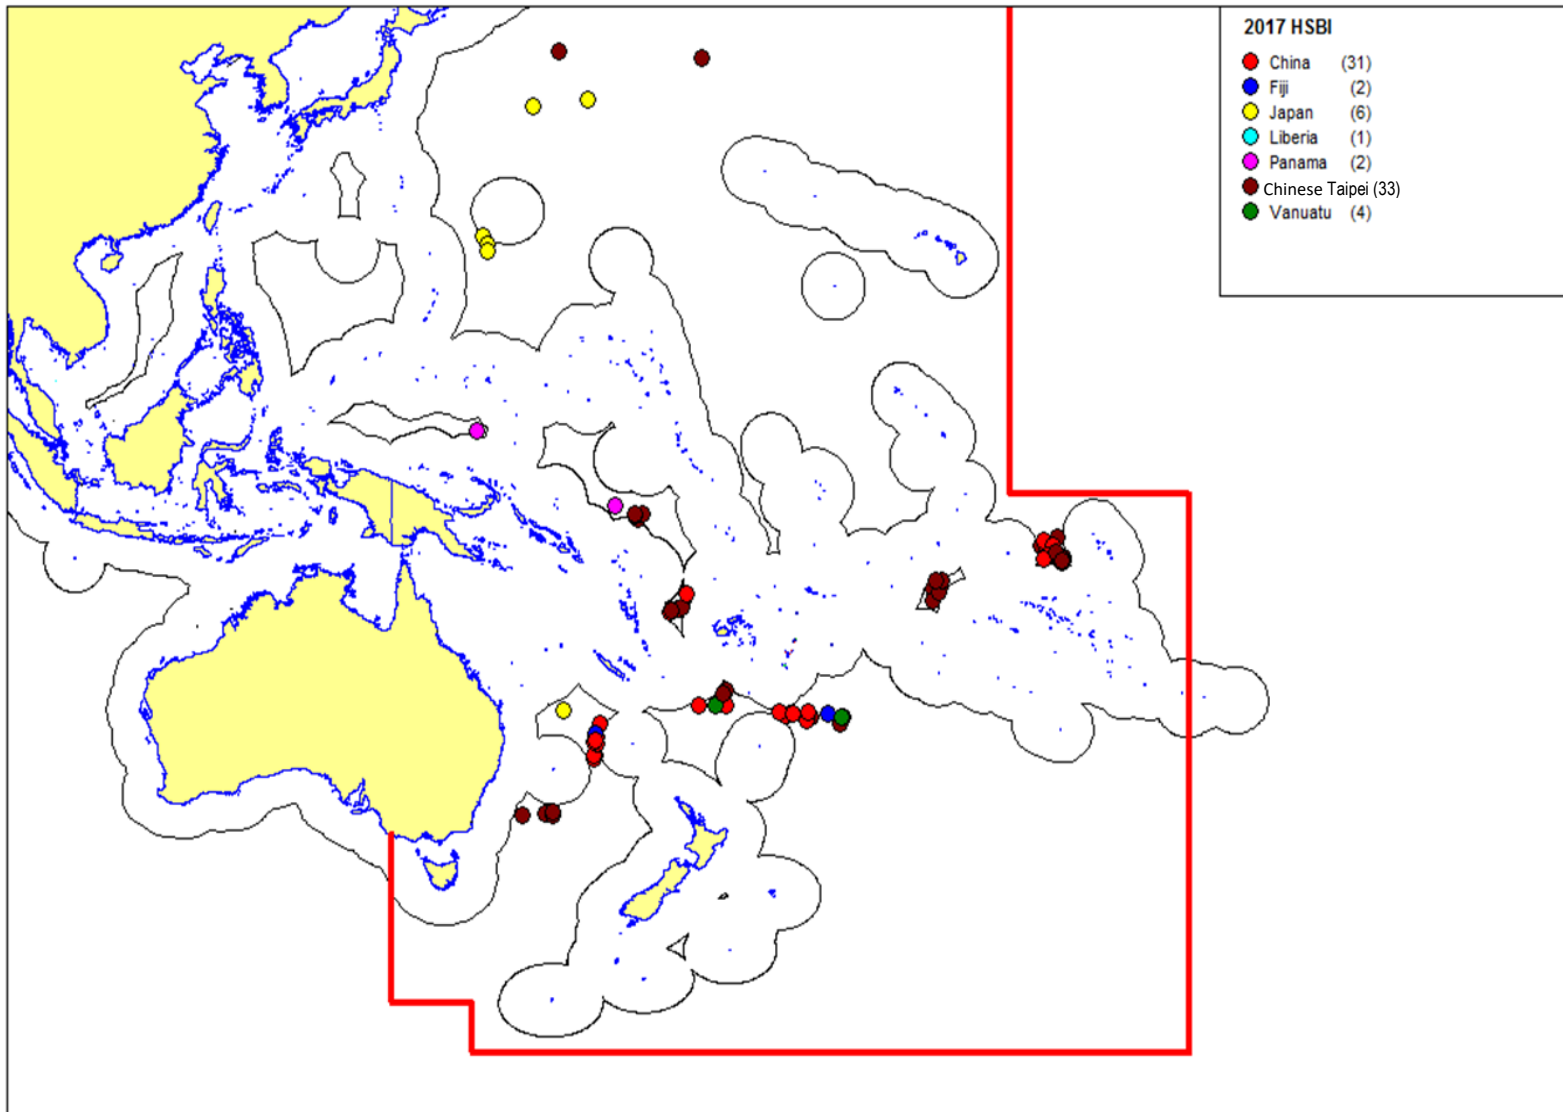 2017 HSBI
China (31)
Fiji (2)
Japan (6)
Liberia (1)
Panama (2)
Chinese Taipei (33)
Vanuatu (4)